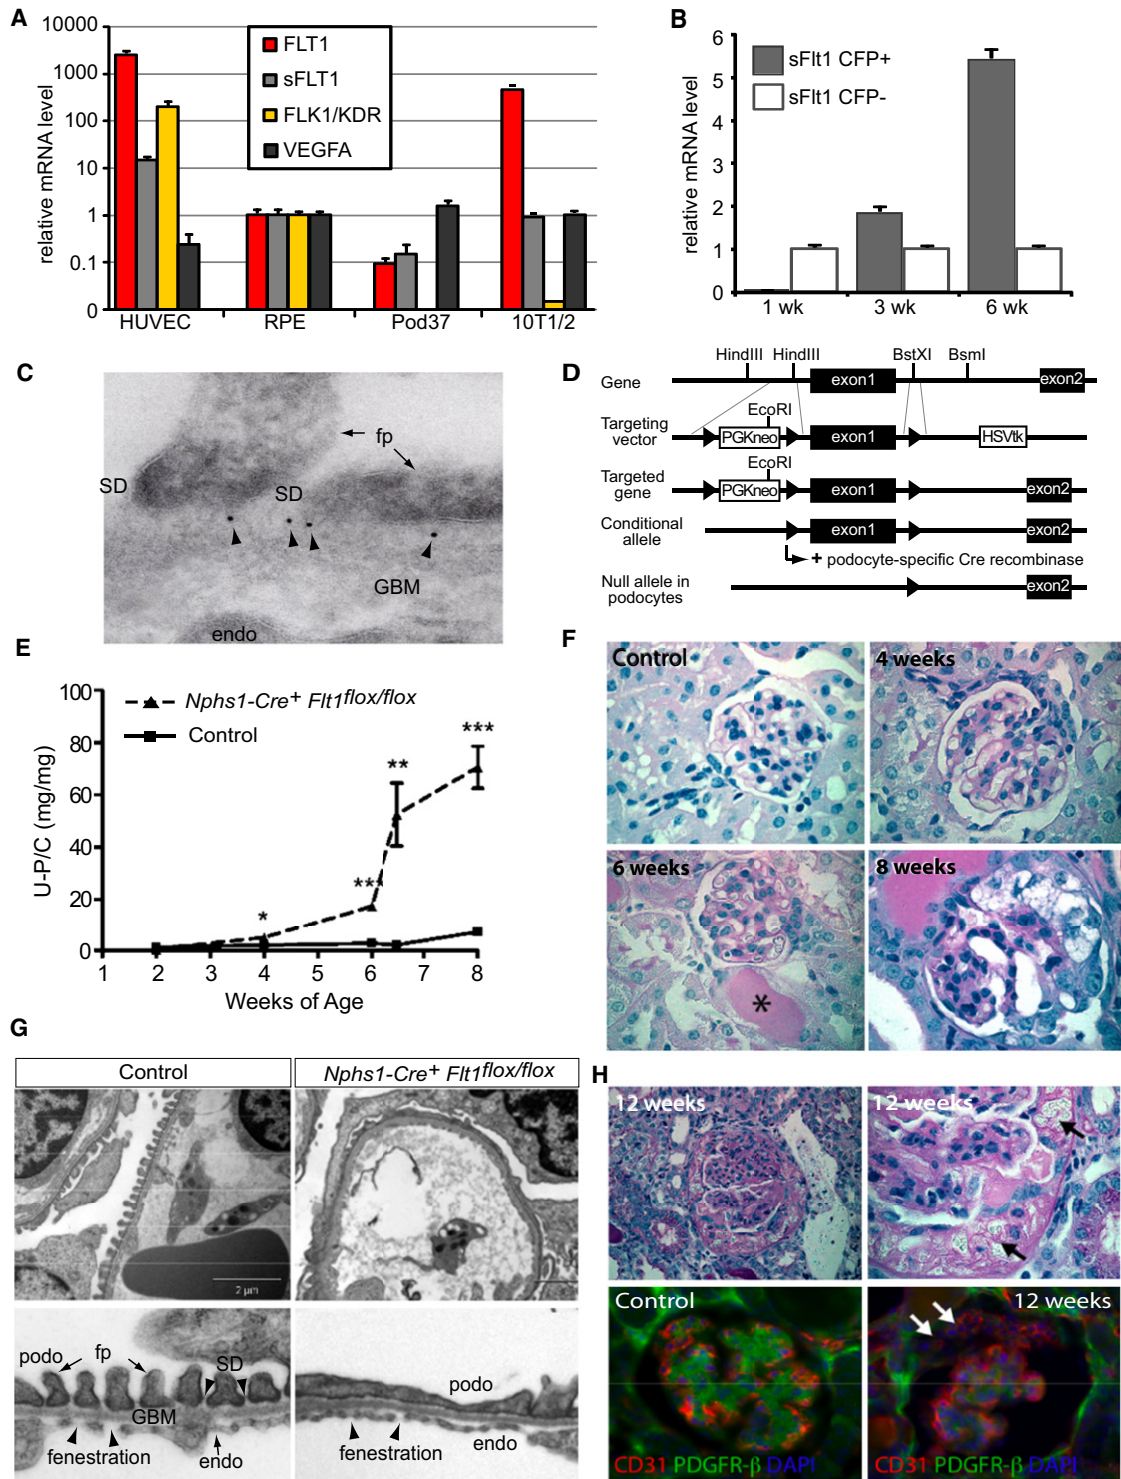 A
10000
1000
100
10
1
0.1
0
relative mRNA level
FLT1
sFLT1
FLK1/KDR
VEGFA
HUVEC
RPE
Pod37
10T1/2
B
6
5
4
3
2
1
0
relative mRNA level
sFlt1 CFP+
sFlt1 CFP-
1 wk
3 wk
6 wk
C
fp
SD
SD
GBM
endo
D
HindIII
HindIII
BstXI
BsmI
Gene
exon1
exon2
EcoRI
Targeting
vector
PGKneo
exon1
HSVtk
EcoRI
Targeted
gene
PGKneo
exon1
exon2
Conditional
allele
exon1
exon2
+ podocyte-specific Cre recombinase
Null allele in
podocytes
exon2
E
100
80
60
40
20
0
U-P/C (mg/mg)
Nphs1-Cre+ Flt1flox/flox
Control
*
***
**
***
1
2
3
4
5
6
7
8
Weeks of Age
F
Control
4 weeks
6 weeks
*
8 weeks
G
Control
Nphs1-Cre+ Flt1flox/flox
2 µm
podo
fp
SD
GBM
fenestration
endo
podo
fenestration
endo
H
12 weeks
12 weeks
Control
12 weeks
CD31 PDGFR-β DAPI
CD31 PDGFR-β DAPI